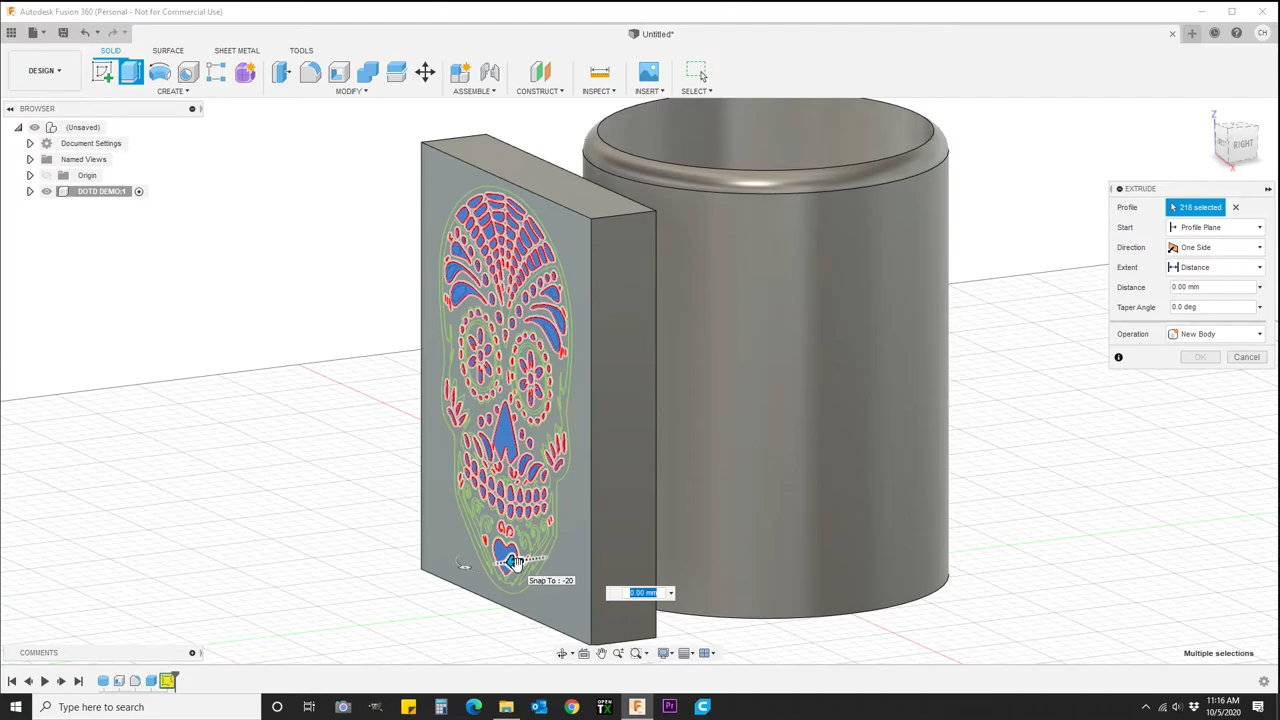 Autodesk Fusion 360 (Personal - Not for Commercial Use)
Untitled*
CH
SOLID SURFACE SHEET METAL TOOLS
DESIGN
CREATE MODIFY ASSEMBLE CONSTRUCT INSPECT INSERT SELECT
BROWSER
(Unsaved)
Document Settings
Named Views
Origin
DOTD DEMO:1
Z
RIGHT
X
EXTRUDE
Profile 218 selected
Start Profile Plane
Direction One Side
Extent Distance
Distance 0.00 mm
Taper Angle 0.0 deg
Operation New Body
OK Cancel
Snap To : -20
0.00 mm
COMMENTS
Multiple selections
Type here to search
OPEN
TX
F
Pr
11:16 AM
10/5/2020